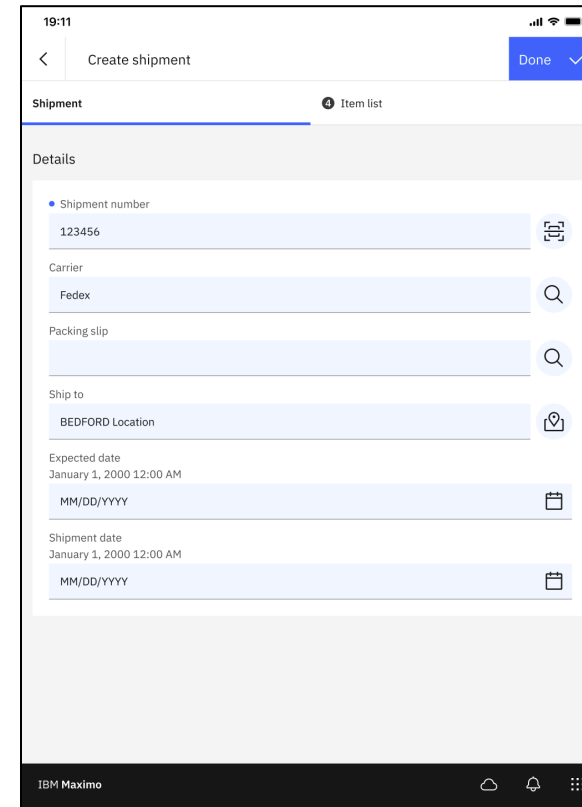 19:11
Create shipment
Done
Shipment
4 Item list
Details
Shipment number
123456
Carrier
Fedex
Packing slip
Ship to
BEDFORD Location
Expected date
January 1, 2000 12:00 AM
MM/DD/YYYY
Shipment date
January 1, 2000 12:00 AM
MM/DD/YYYY
IBM Maximo